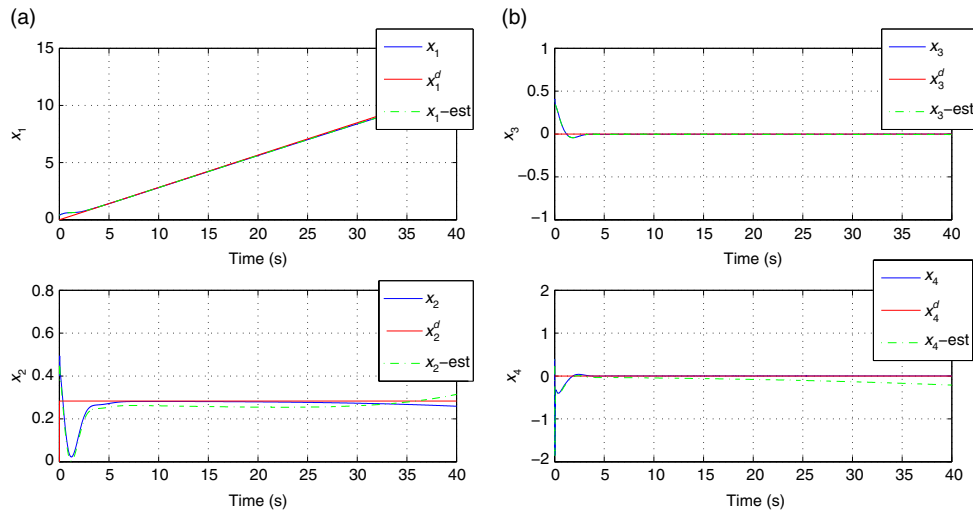 (a)
15
10
5
0
x₁
0 5 10 15 20 25 30 35 40
Time (s)
x₁
x₁ᵈ
x₁–est
0.8
0.6
0.4
0.2
0
x₂
0 5 10 15 20 25 30 35 40
Time (s)
x₂
x₂ᵈ
x₂–est
(b)
1
0.5
0
−0.5
−1
x₃
0 5 10 15 20 25 30 35 40
Time (s)
x₃
x₃ᵈ
x₃–est
2
1
0
−1
−2
x₄
0 5 10 15 20 25 30 35 40
Time (s)
x₄
x₄ᵈ
x₄–est